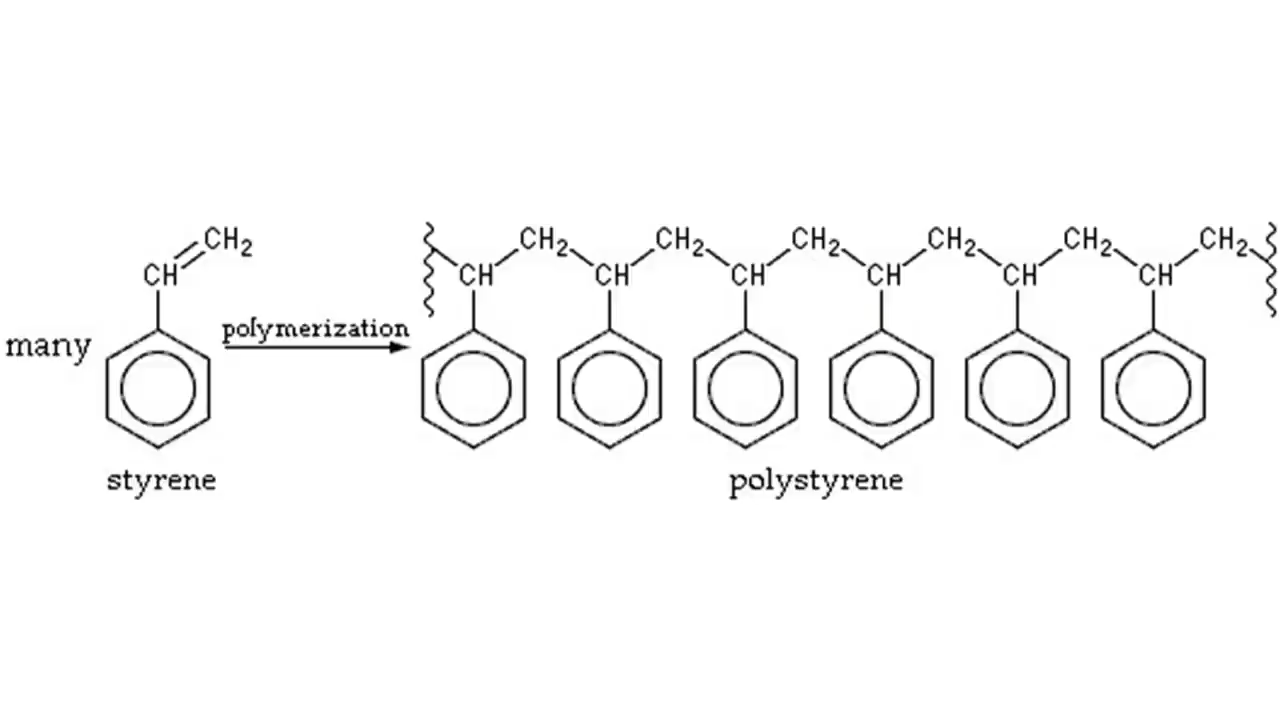 CH2
CH
many
styrene
polymerization
CH2 CH2 CH2 CH2 CH2 CH2
CH CH CH CH CH CH
polystyrene